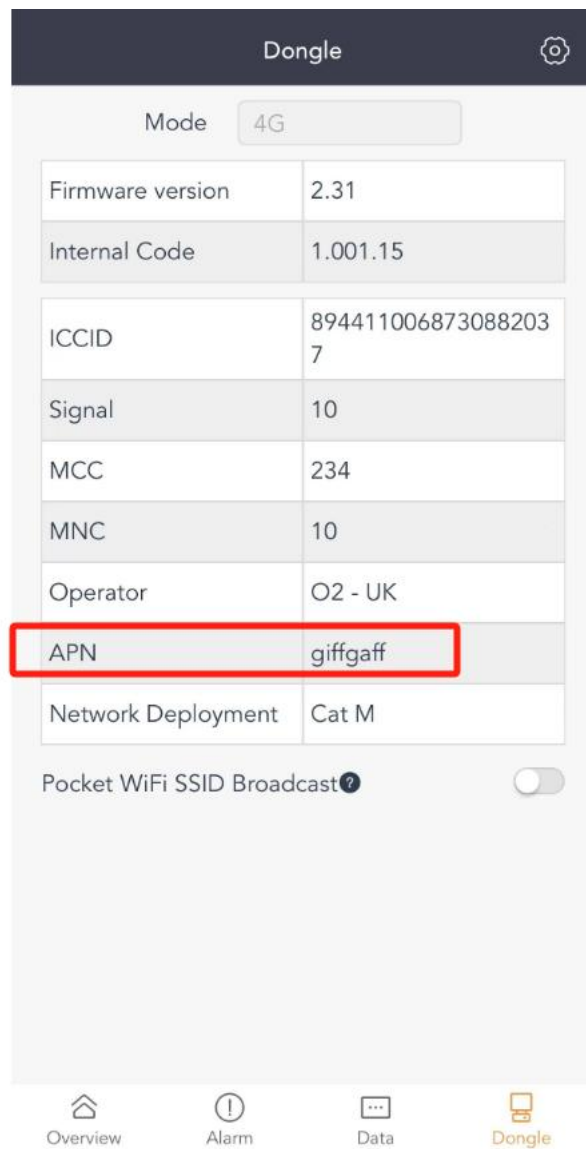 Dongle
Mode 4G
Firmware version 2.31
Internal Code 1.001.15
ICCID 894411006873088203
7
Signal 10
MCC 234
MNC 10
Operator O2 - UK
APN giffgaff
Network Deployment Cat M
Pocket WiFi SSID Broadcast?
Overview Alarm Data Dongle